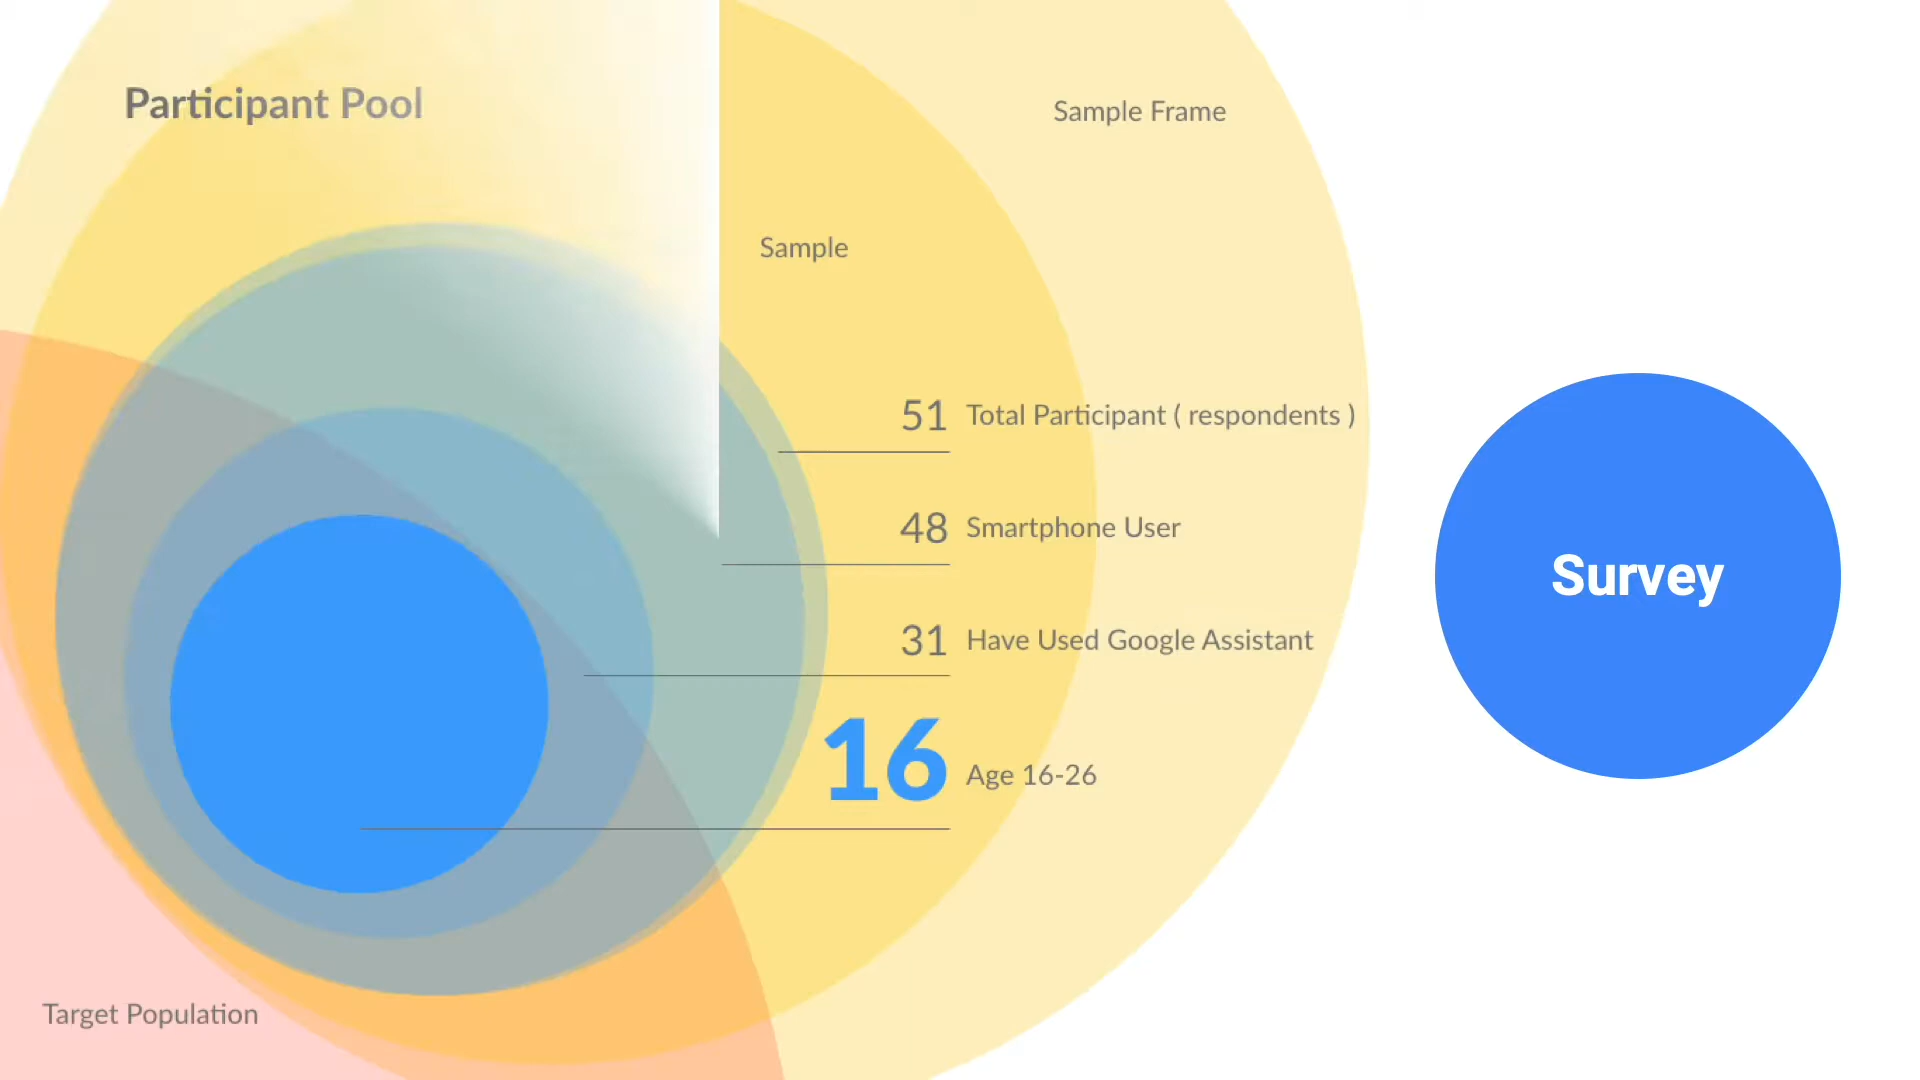 Participant Pool
Sample Frame
Sample
51 Total Participant ( respondents )
48 Smartphone User
31 Have Used Google Assistant
16 Age 16-26
Survey
Target Population